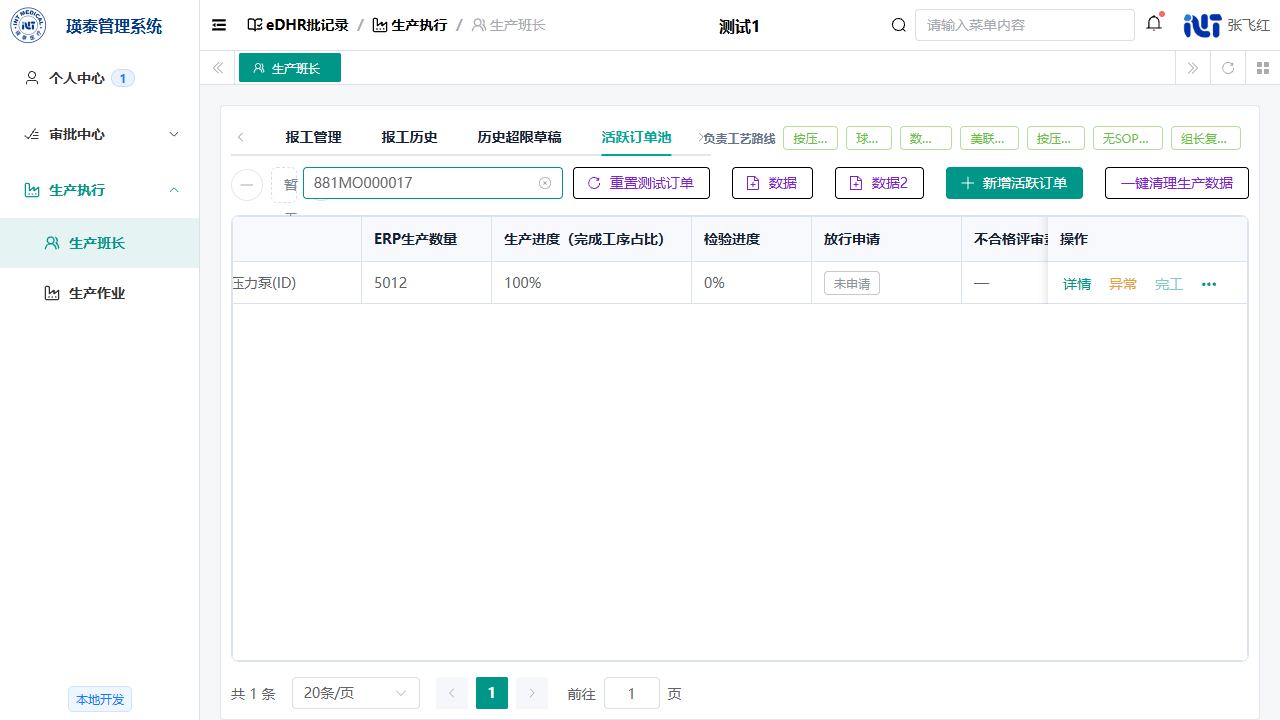 瑛泰管理系统
eDHR批记录 / 生产执行 / 生产班长
测试1
请输入菜单内容
张飞红
个人中心 1
审批中心
生产执行
生产班长
生产作业
本地开发
生产班长
报工管理
报工历史
历史超限草稿
活跃订单池
负责工艺路线
按压...
球...
数...
美联...
按压...
无SOP...
组长复...
暂
881MO000017
重置测试订单
数据
数据2
新增活跃订单
一键清理生产数据
ERP生产数量
生产进度（完成工序占比）
检验进度
放行申请
不合格评审
操作
压力泵(ID)
5012
100%
0%
未申请
—
详情
异常
完工
共 1 条
20条/页
1
前往
1
页